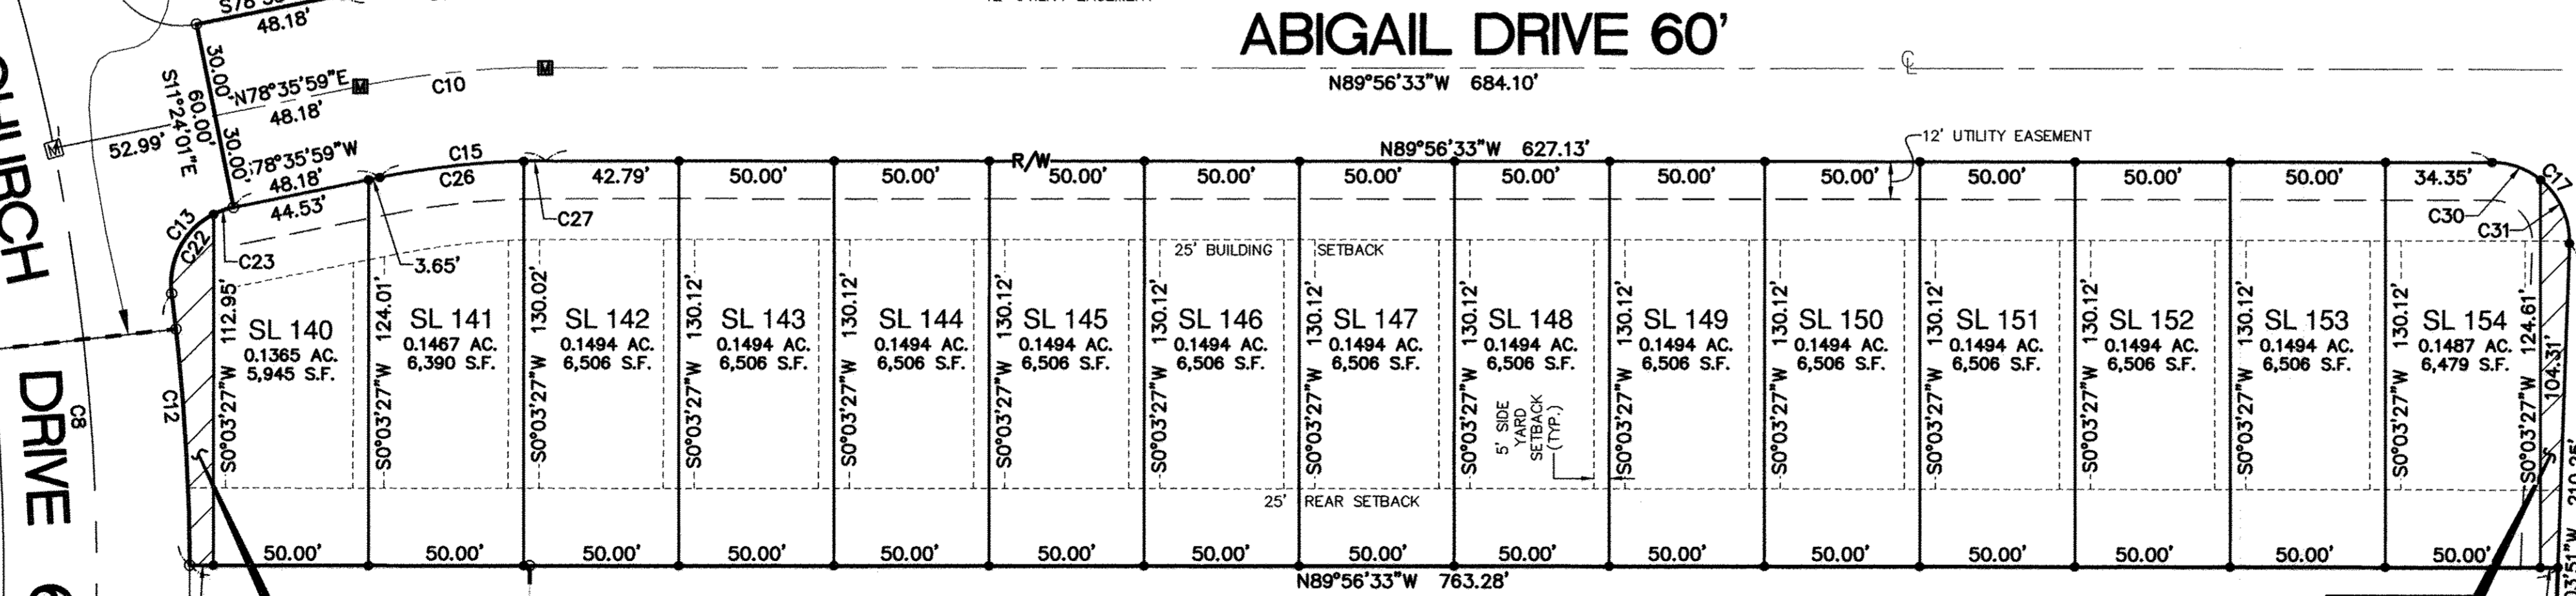 48.18'
ABIGAIL DRIVE 60'
30.00'
N78°35'59"E
48.18'
C10
N89°56'33"W 684.10'
S11°24'01"E
60.00'
52.99'
30.00'
12' UTILITY EASEMENT
N89°56'33"W 627.13'
78°35'59"W
48.18'
44.53'
C15
C26
R/W
42.79' 50.00' 50.00' 50.00' 50.00' 50.00' 50.00' 50.00' 50.00' 50.00' 50.00' 50.00' 34.35'
C17
C13
C22
C23
3.65'
C27
C30
C31
25' BUILDING SETBACK
S0°03'27"W 112.95'
SL 140
0.1365 AC.
5,945 S.F.
S0°03'27"W 124.01'
SL 141
0.1467 AC.
6,390 S.F.
S0°03'27"W 130.02'
SL 142
0.1494 AC.
6,506 S.F.
S0°03'27"W 130.12'
SL 143
0.1494 AC.
6,506 S.F.
S0°03'27"W 130.12'
SL 144
0.1494 AC.
6,506 S.F.
S0°03'27"W 130.12'
SL 145
0.1494 AC.
6,506 S.F.
S0°03'27"W 130.12'
SL 146
0.1494 AC.
6,506 S.F.
S0°03'27"W 130.12'
SL 147
0.1494 AC.
6,506 S.F.
S0°03'27"W 130.12'
SL 148
0.1494 AC.
6,506 S.F.
5' SIDE
YARD
SETBACK
(TYP.)
S0°03'27"W 130.12'
SL 149
0.1494 AC.
6,506 S.F.
S0°03'27"W 130.12'
SL 150
0.1494 AC.
6,506 S.F.
S0°03'27"W 130.12'
SL 151
0.1494 AC.
6,506 S.F.
S0°03'27"W 130.12'
SL 152
0.1494 AC.
6,506 S.F.
S0°03'27"W 130.12'
SL 153
0.1494 AC.
6,506 S.F.
S0°03'27"W 130.12'
SL 154
0.1487 AC.
6,479 S.F.
S0°03'27"W 124.61'
104.31'
C12
C8
DRIVE
25' REAR SETBACK
50.00' 50.00' 50.00' 50.00' 50.00' 50.00' 50.00' 50.00' 50.00' 50.00' 50.00' 50.00' 50.00' 50.00' 50.00'
N89°56'33"W 763.28'